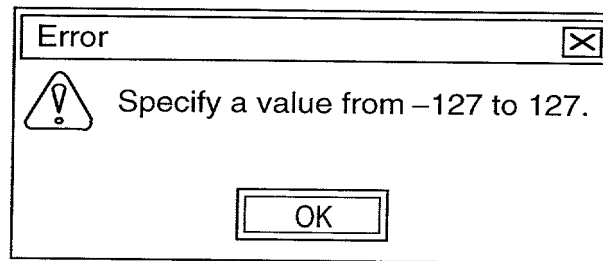 Error
Specify a value from –127 to 127.
OK